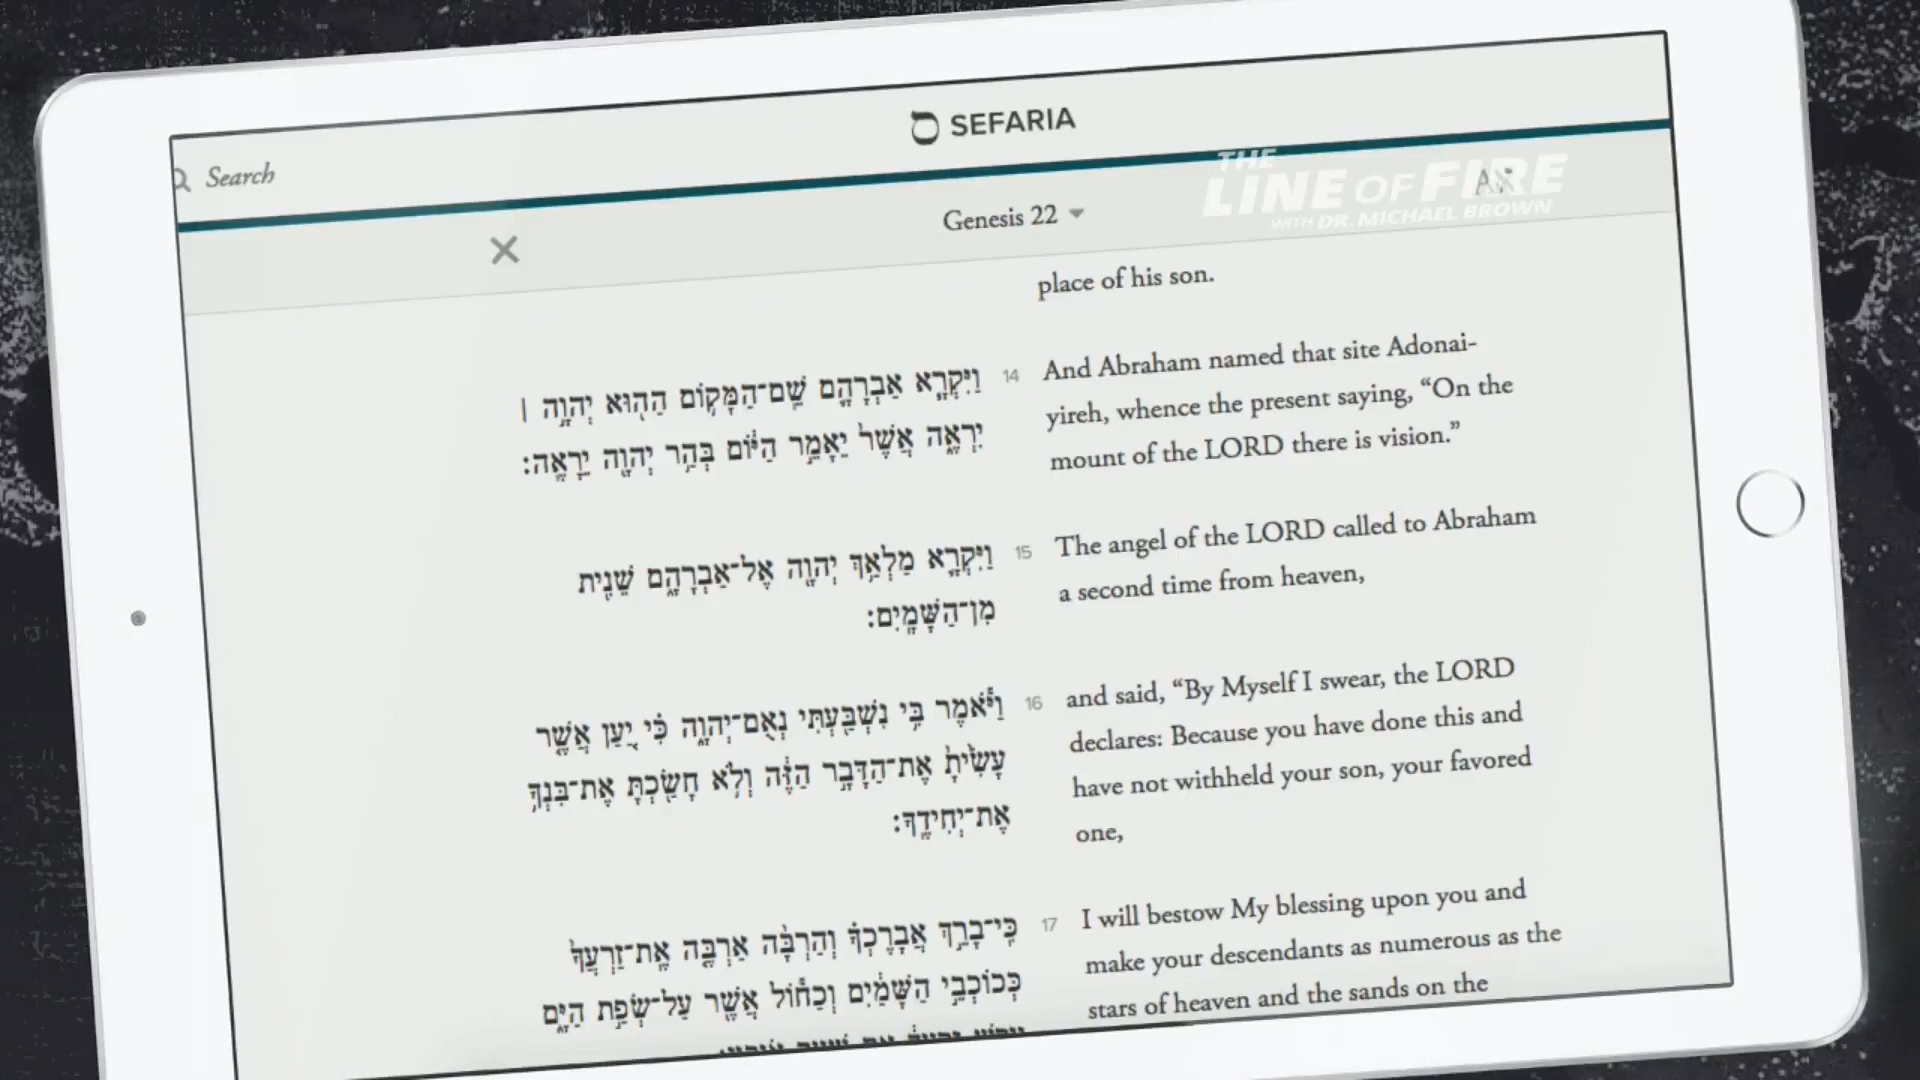 SEFARIA
Search
THE
LINE OF FIRE
WITH DR. MICHAEL BROWN
Genesis 22
place of his son.
וַיִּקְרָ֧א אַבְרָהָ֛ם שֵֽׁם־הַמָּק֥וֹם הַה֖וּא יְהוָ֣ה ׀
יִרְאֶ֑ה אֲשֶׁר֙ יֵאָמֵ֣ר הַיּ֔וֹם בְּהַ֥ר יְהוָ֖ה יֵרָאֶֽה׃
14
And Abraham named that site Adonai-
yireh, whence the present saying, “On the
mount of the LORD there is vision.”
וַיִּקְרָ֛א מַלְאַ֥ךְ יְהוָ֖ה אֶל־אַבְרָהָ֑ם שֵׁנִ֖ית
מִן־הַשָּׁמָֽיִם׃
15
The angel of the LORD called to Abraham
a second time from heaven,
וַיֹּ֕אמֶר בִּ֥י נִשְׁבַּ֖עְתִּי נְאֻם־יְהוָ֑ה כִּ֗י יַ֚עַן אֲשֶׁ֤ר
עָשִׂ֙יתָ֙ אֶת־הַדָּבָ֣ר הַזֶּ֔ה וְלֹ֥א חָשַׂ֖כְתָּ אֶת־בִּנְךָ֥
אֶת־יְחִידֶֽךָ׃
16
and said, “By Myself I swear, the LORD
declares: Because you have done this and
have not withheld your son, your favored
one,
כִּֽי־בָרֵ֣ךְ אֲבָרֶכְךָ֗ וְהַרְבָּ֨ה אַרְבֶּ֤ה אֶֽת־זַרְעֲךָ֙
כְּכוֹכְבֵ֣י הַשָּׁמַ֔יִם וְכַח֕וֹל אֲשֶׁ֖ר עַל־שְׂפַ֣ת הַיָּ֑ם
17
I will bestow My blessing upon you and
make your descendants as numerous as the
stars of heaven and the sands on the